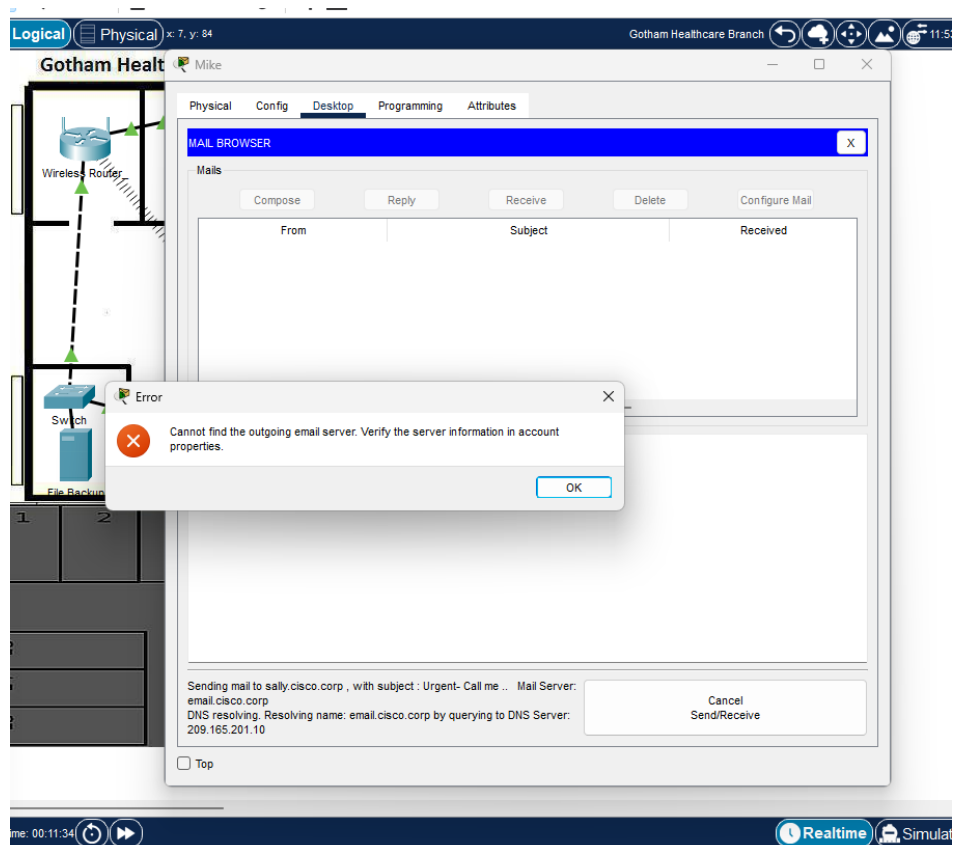 Logical Physical x: 7, y: 84 Gotham Healthcare Branch 11:5
Gotham Healt
Mike
Physical Config Desktop Programming Attributes
MAIL BROWSER X
Mails
Wireless Router
Compose Reply Receive Delete Configure Mail
From Subject Received
Error
Cannot find the outgoing email server. Verify the server information in account
properties.
OK
Switch
File Backup
1 2
Sending mail to sally.cisco.corp , with subject : Urgent- Call me .. Mail Server:
email.cisco.corp
DNS resolving. Resolving name: email.cisco.corp by querying to DNS Server:
209.165.201.10
Cancel
Send/Receive
Top
ime: 00:11:34 Realtime Simulat